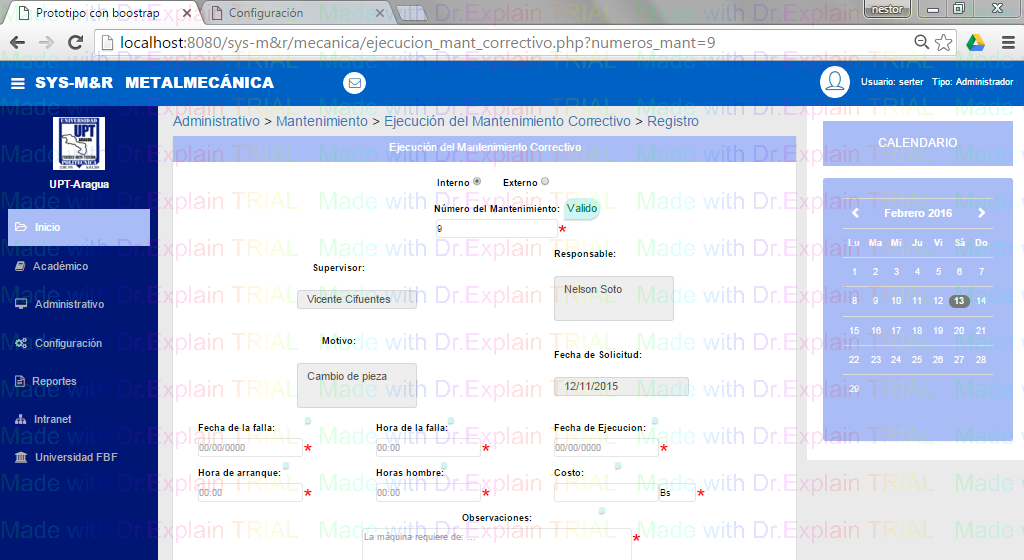 Prototipo con boostrap
Configuración
nestor
localhost:8080/sys-m&r/mecanica/ejecucion_mant_correctivo.php?numeros_mant=9
SYS-M&R METALMECÁNICA
Usuario: serter Tipo: Administrador
UNIVERSIDAD
UPT
ARAGUA
POLITÉCNICA
UPT-Aragua
Inicio
Académico
Administrativo
Configuración
Reportes
Intranet
Universidad FBF
Administrativo > Mantenimiento > Ejecución del Mantenimiento Correctivo > Registro
Ejecución del Mantenimiento Correctivo
Interno Externo
Número del Mantenimiento: Valido
9 *
Supervisor:
Vicente Cifuentes
Responsable:
Nelson Soto
Motivo:
Cambio de pieza
Fecha de Solicitud:
12/11/2015
Fecha de la falla: Hora de la falla: Fecha de Ejecucion:
00/00/0000 * 00:00 * 00/00/0000 *
Hora de arranque: Horas hombre: Costo:
00:00 * 00:00 * Bs *
Observaciones:
La máquina requiere de: ... *
CALENDARIO
Febrero 2016
Lu Ma Mi Ju Vi Sá Do
1 2 3 4 5 6 7
8 9 10 11 12 13 14
15 16 17 18 19 20 21
22 23 24 25 26 27 28
29
Made with Dr.Explain TRIAL